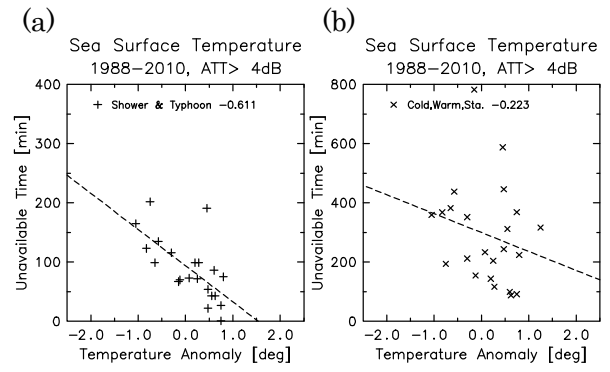 (a)
Sea Surface Temperature
1988-2010, ATT> 4dB
400
300
200
100
0
Unavailable Time [min]
+ Shower & Typhoon -0.611
-2.0 -1.0 0.0 1.0 2.0
Temperature Anomaly [deg]
(b)
Sea Surface Temperature
1988-2010, ATT> 4dB
800
600
400
200
0
Unavailable Time [min]
× Cold,Warm,Sta. -0.223
-2.0 -1.0 0.0 1.0 2.0
Temperature Anomaly [deg]